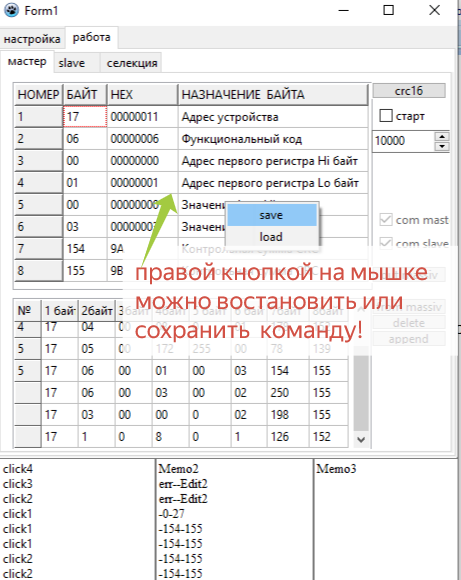 Form1
настройка работа
мастер slave селекция
НОМЕР БАЙТ HEX НАЗНАЧЕНИЕ БАЙТА
1 17 00000011 Адрес устройства
2 06 00000006 Функциональный код
3 00 00000000 Адрес первого регистра Hi байт
4 01 00000001 Адрес первого регистра Lo байт
5 00
6 03
7 154 9A
8 155 9B
crc16
старт
10000
com mast
com slave
save
load
правой кнопкой на мышке
можно востановить или
сохранить команду!
massiv
delete
append
№ 1 байт 2байт
4 17 04 00
5 17 05 00 172 255 00 78 139
5 17 06 00 01 00 03 154 155
17 06 00 03 00 02 250 155
17 03 00 00 0 02 198 155
17 1 0 8 0 1 126 152
click4 Memo2 Memo3
click3 err--Edit2
click2 err--Edit2
click1 -0-27
click1 -154-155
click1 -154-155
click2 -154-155
click2 -154-155